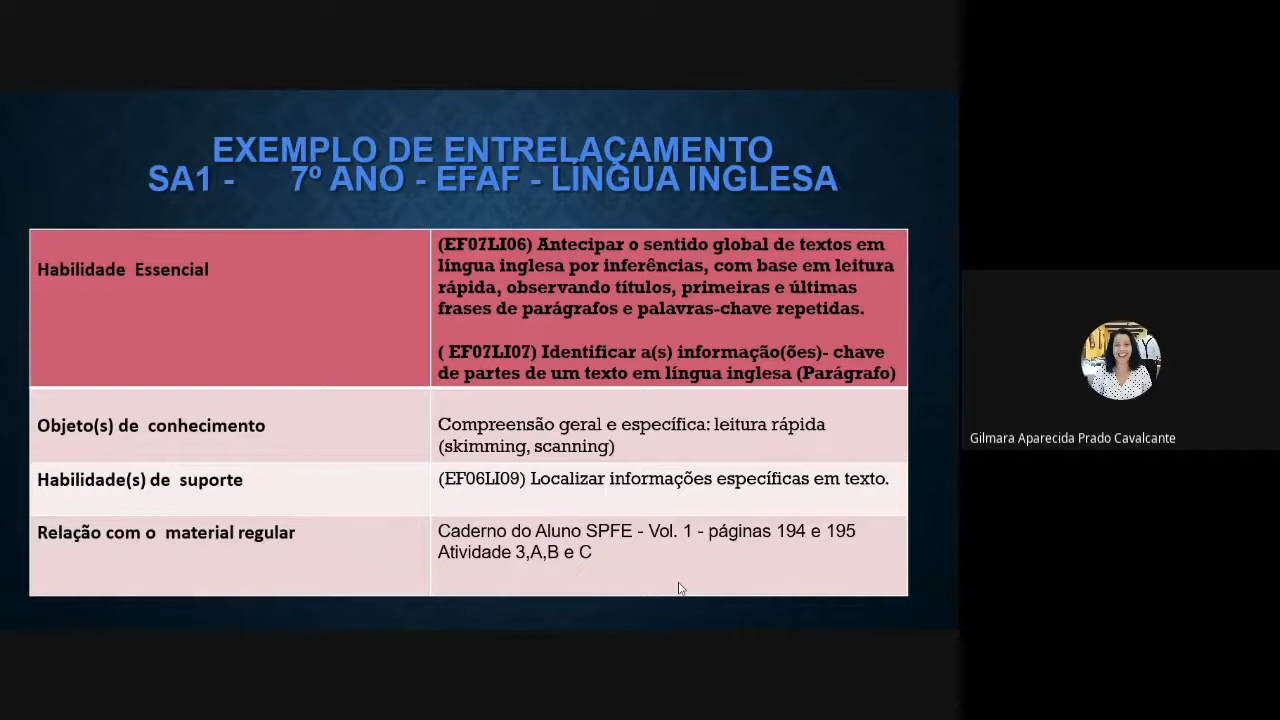 EXEMPLO DE ENTRELAÇAMENTO
SA1 - 7º ANO - EFAF - LÍNGUA INGLESA
Habilidade Essencial
(EF07LI06) Antecipar o sentido global de textos em
língua inglesa por inferências, com base em leitura
rápida, observando títulos, primeiras e últimas
frases de parágrafos e palavras-chave repetidas.
( EF07LI07) Identificar a(s) informação(ões)- chave
de partes de um texto em língua inglesa (Parágrafo)
Objeto(s) de conhecimento
Compreensão geral e específica: leitura rápida
(skimming, scanning)
Habilidade(s) de suporte
(EF06LI09) Localizar informações específicas em texto.
Relação com o material regular
Caderno do Aluno SPFE - Vol. 1 - páginas 194 e 195
Atividade 3,A,B e C
Gilmara Aparecida Prado Cavalcante